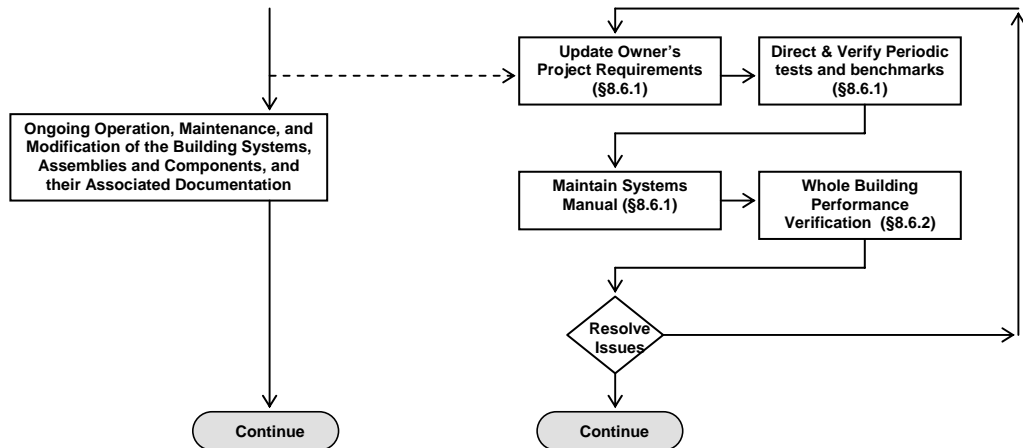 Update Owner's
Project Requirements
(§8.6.1)
Direct & Verify Periodic
tests and benchmarks
(§8.6.1)
Ongoing Operation, Maintenance, and
Modification of the Building Systems,
Assemblies and Components, and
their Associated Documentation
Maintain Systems
Manual (§8.6.1)
Whole Building
Performance
Verification (§8.6.2)
Resolve
Issues
Continue
Continue